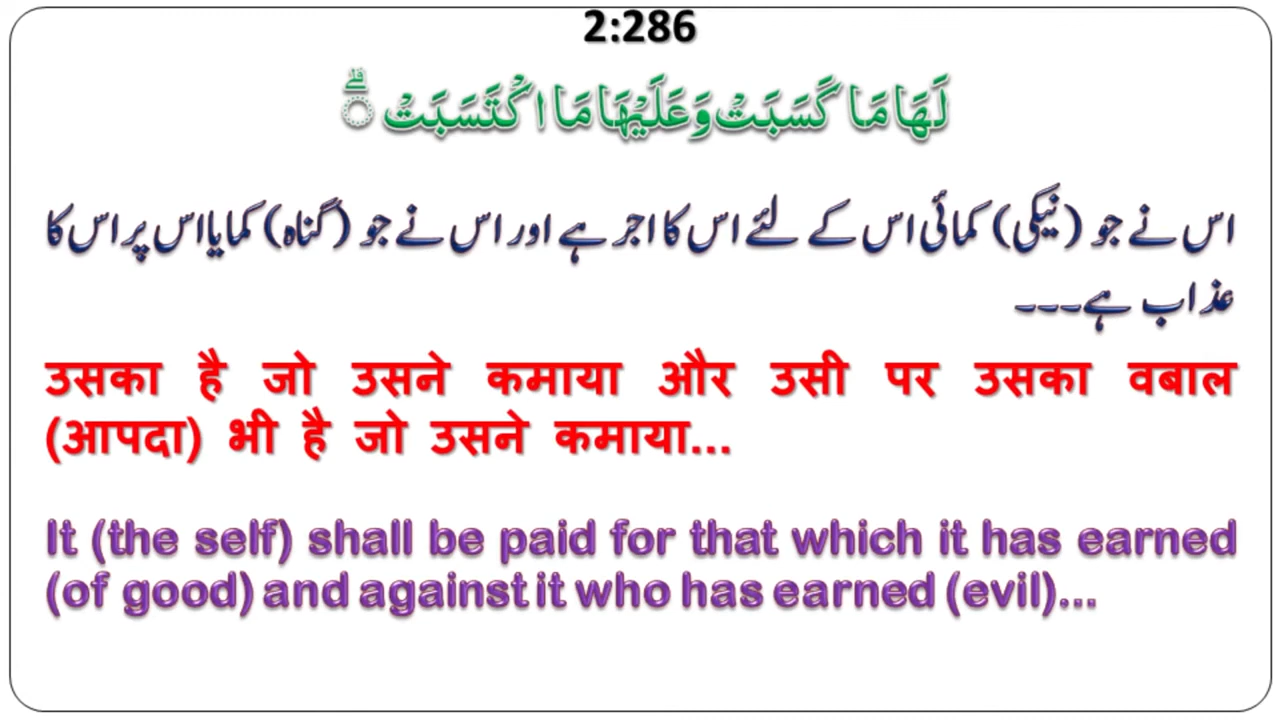 2:286
لَهَا مَا كَسَبَتْ وَعَلَيْهَا مَا اكْتَسَبَتْ ۗ
اس نے جو (نیکی) کمائی اس کے لئے اس کا اجر ہے اور اس نے جو (گناہ) کمایا اس پر اس کا
عذاب ہے۔۔۔
उसका है जो उसने कमाया और उसी पर उसका वबाल
(आपदा) भी है जो उसने कमाया...
It (the self) shall be paid for that which it has earned
(of good) and against it who has earned (evil)...